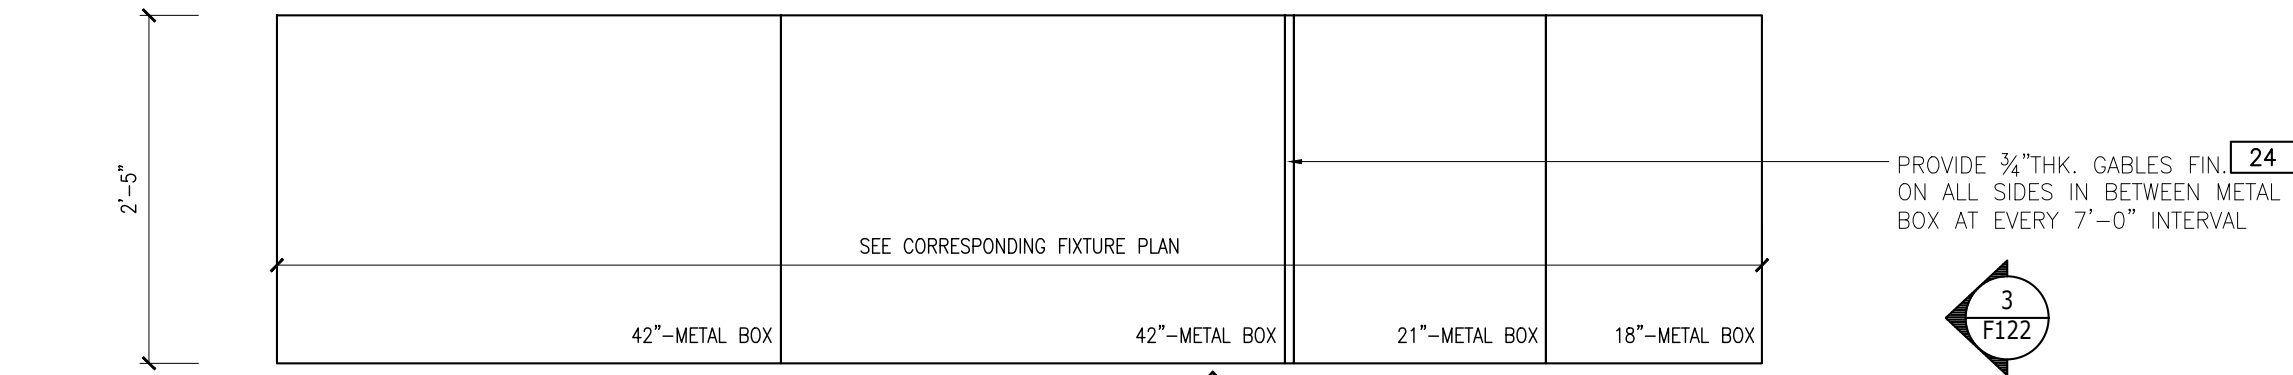 2'-5"
SEE CORRESPONDING FIXTURE PLAN
42"-METAL BOX
42"-METAL BOX
21"-METAL BOX
18"-METAL BOX
PROVIDE ¾"THK. GABLES FIN. 24
ON ALL SIDES IN BETWEEN METAL
BOX AT EVERY 7'-0" INTERVAL
3
F122